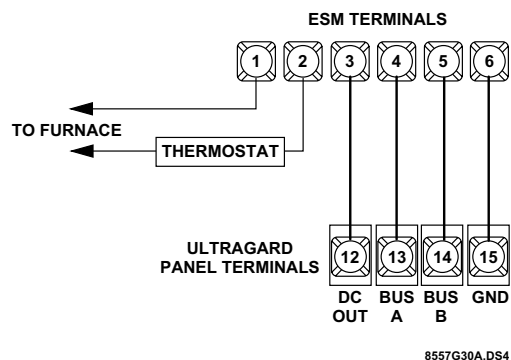 ESM TERMINALS
1 2 3 4 5 6
TO FURNACE
THERMOSTAT
ULTRAGARD
PANEL TERMINALS
12 13 14 15
DC BUS BUS GND
OUT A B
8557G30A.DS4